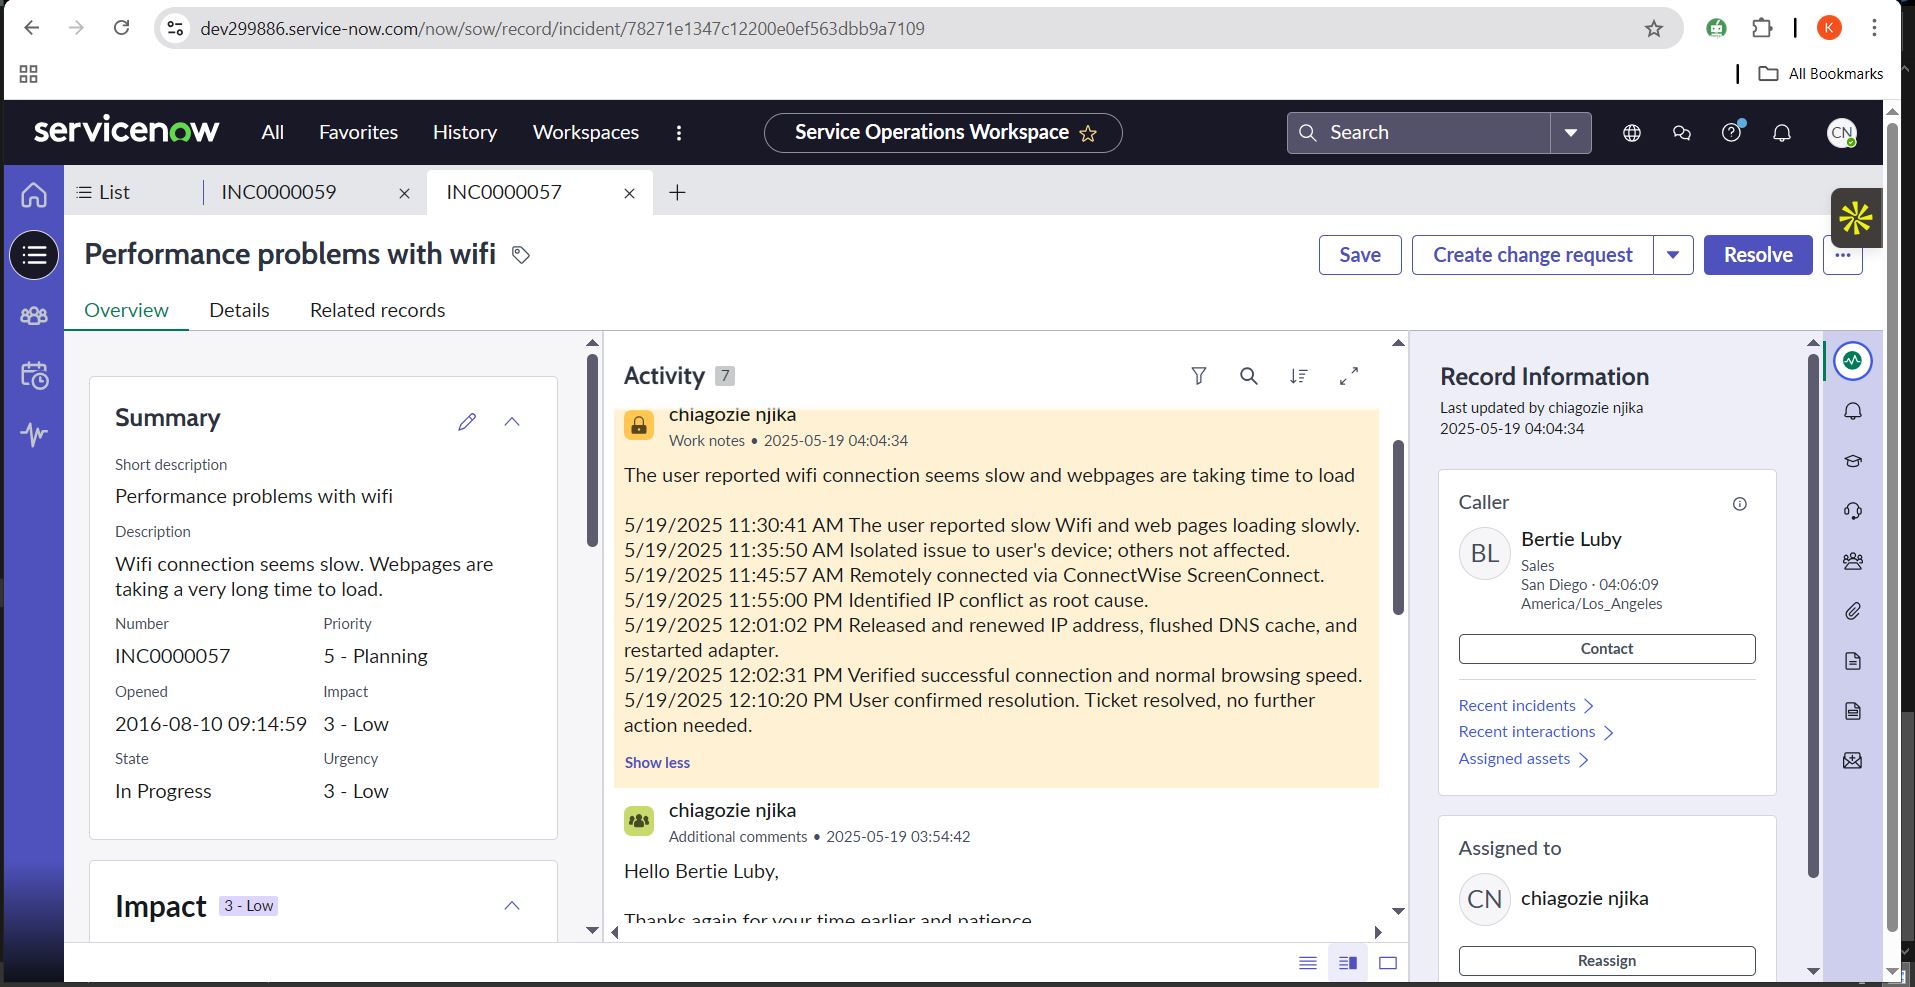 dev299886.service-now.com/now/sow/record/incident/78271e1347c12200e0ef563dbb9a7109
K
All Bookmarks
servicenow
All
Favorites
History
Workspaces
Service Operations Workspace
Search
CN
List
INC0000059
INC0000057
Performance problems with wifi
Save
Create change request
Resolve
Overview
Details
Related records
Summary
Short description
Performance problems with wifi
Description
Wifi connection seems slow. Webpages are
taking a very long time to load.
Number
Priority
INC0000057
5 - Planning
Opened
Impact
2016-08-10 09:14:59
3 - Low
State
Urgency
In Progress
3 - Low
Impact
3 - Low
Activity 7
chiagozie njika
Work notes • 2025-05-19 04:04:34
The user reported wifi connection seems slow and webpages are taking time to load
5/19/2025 11:30:41 AM The user reported slow Wifi and web pages loading slowly.
5/19/2025 11:35:50 AM Isolated issue to user's device; others not affected.
5/19/2025 11:45:57 AM Remotely connected via ConnectWise ScreenConnect.
5/19/2025 11:55:00 PM Identified IP conflict as root cause.
5/19/2025 12:01:02 PM Released and renewed IP address, flushed DNS cache, and
restarted adapter.
5/19/2025 12:02:31 PM Verified successful connection and normal browsing speed.
5/19/2025 12:10:20 PM User confirmed resolution. Ticket resolved, no further
action needed.
Show less
chiagozie njika
Additional comments • 2025-05-19 03:54:42
Hello Bertie Luby,
Thanks again for your time earlier and patience
Record Information
Last updated by chiagozie njika
2025-05-19 04:04:34
Caller
BL
Bertie Luby
Sales
San Diego · 04:06:09
America/Los_Angeles
Contact
Recent incidents
Recent interactions
Assigned assets
Assigned to
CN
chiagozie njika
Reassign